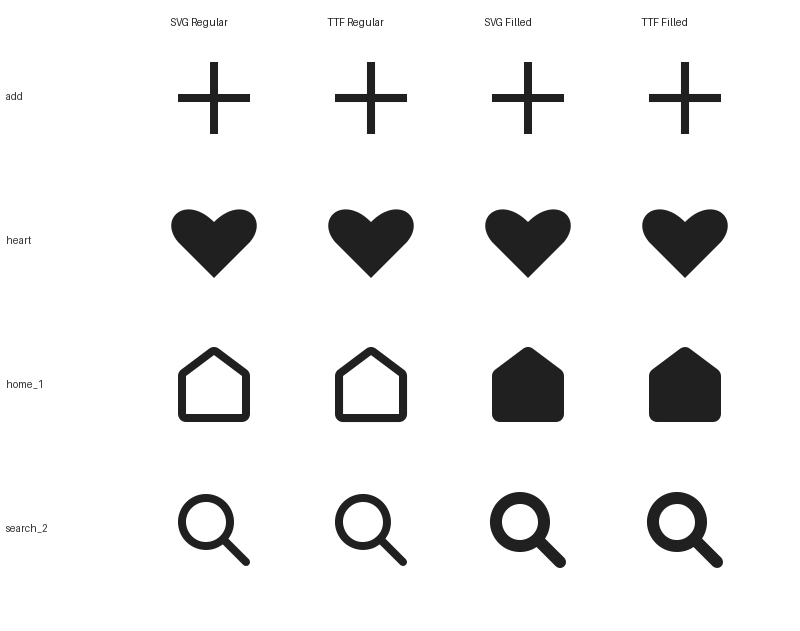 SVG Regular TTF Regular SVG Filled TTF Filled
add
heart
home_1
search_2